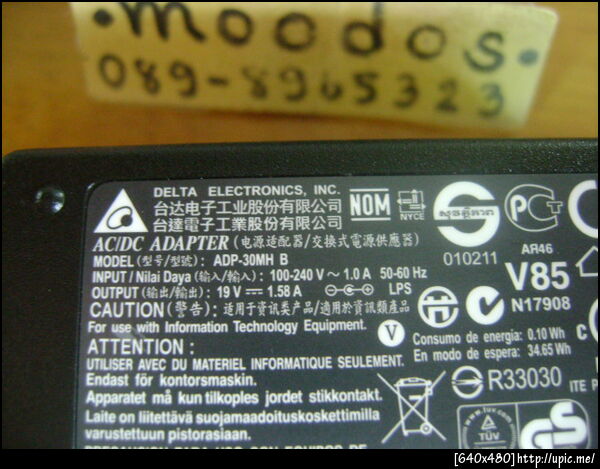 •moodos•
089-8965323
DELTA ELECTRONICS, INC.
台达电子工业股份有限公司
台達電子工業股份有限公司
NOM
NYCE
AC/DC ADAPTER (电源适配器/交換式電源供應器)
MODEL (型号/型號): ADP-30MH B
INPUT / Nilai Daya (输入/輸入): 100-240 V ~ 1.0 A 50-60 Hz
OUTPUT (输出/输出): 19 V 1.58 A LPS
CAUTION (警告): 适用于资讯类产品/適用於資訊類產品
For use with Information Technology Equipment.
V
ATTENTION :
UTILISER AVEC DU MATERIEL INFORMATIQUE SEULEMENT.
Endast för kontorsmaskin.
Apparatet må kun tilkoples jordet stikkontakt.
Laite on liitettävä suojamaadoituskoskettimilla
varustettuun pistorasiaan.
010211
AR46
V85
N17908
Consumo de energia: 0.10 Wh
En modo de espera: 34.65 Wh
R33030
ITE
www.tuv.com
TÜV
GS
[640x480]http://upic.me/